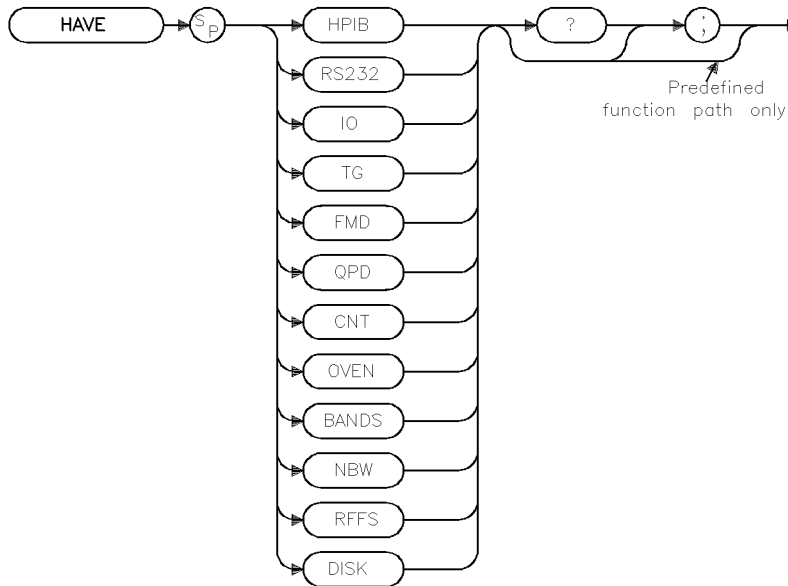 HAVE SP HPIB ? ;
RS232
Predefined
function path only
IO
TG
FMD
QPD
CNT
OVEN
BANDS
NBW
RFFS
DISK